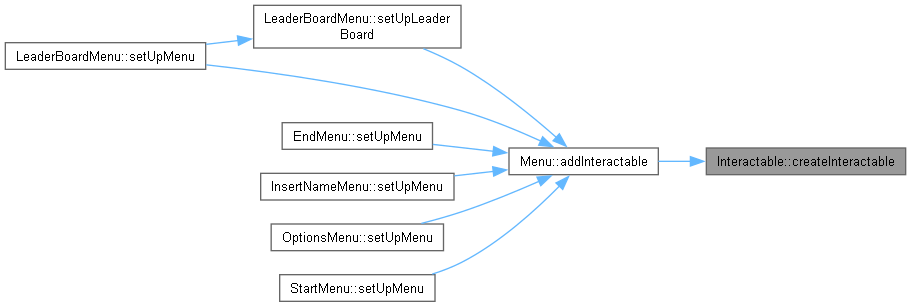 LeaderBoardMenu::setUpLeader
Board
LeaderBoardMenu::setUpMenu
EndMenu::setUpMenu
Menu::addInteractable
Interactable::createInteractable
InsertNameMenu::setUpMenu
OptionsMenu::setUpMenu
StartMenu::setUpMenu